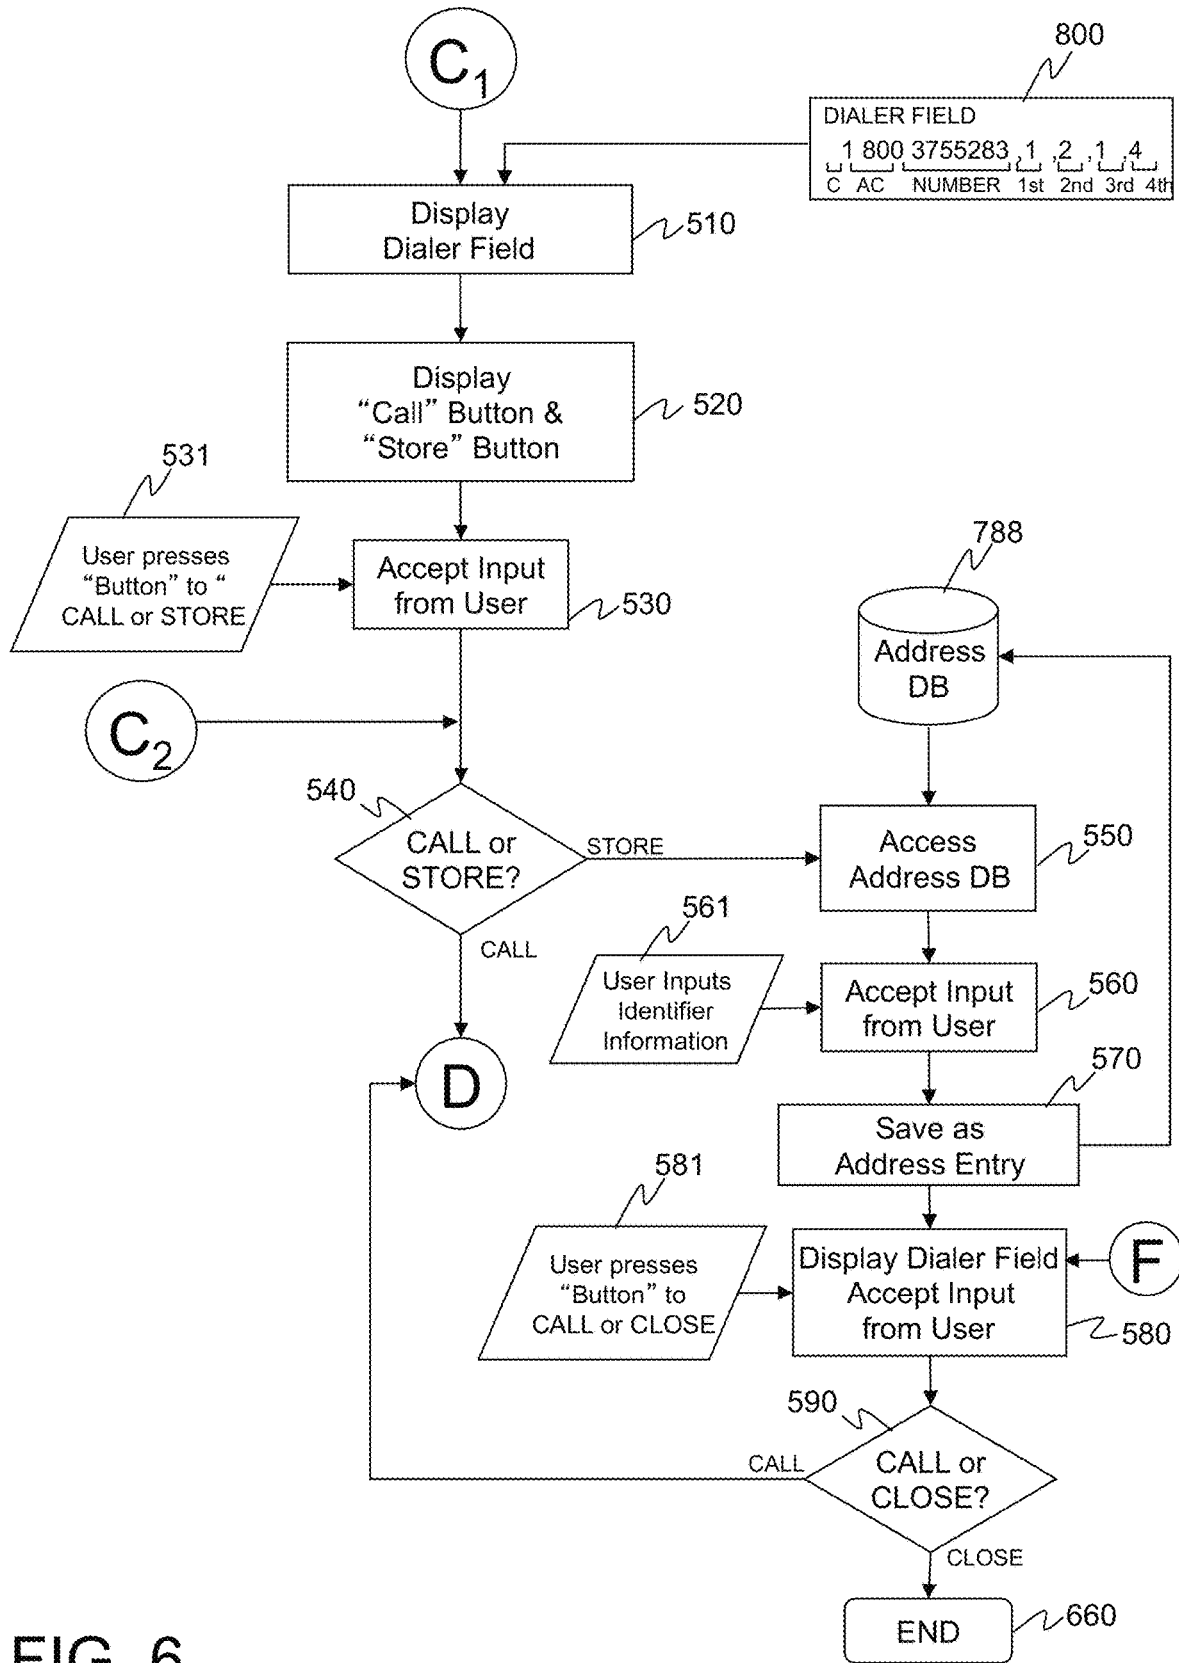 C1
800
DIALER FIELD
1 800 3755283 ,1 ,2 ,1 ,4
C AC NUMBER 1st 2nd 3rd 4th
Display
Dialer Field
510
Display
“Call” Button &
“Store” Button
520
531
User presses
“Button” to “
CALL or STORE
Accept Input
from User
530
788
Address
DB
C2
540
CALL or
STORE?
STORE
CALL
Access
Address DB
550
561
User Inputs
Identifier
Information
Accept Input
from User
560
D
570
Save as
Address Entry
581
User presses
“Button” to
CALL or CLOSE
Display Dialer Field
Accept Input
from User
F
580
590
CALL or
CLOSE?
CALL
CLOSE
END
660
FIG. 6